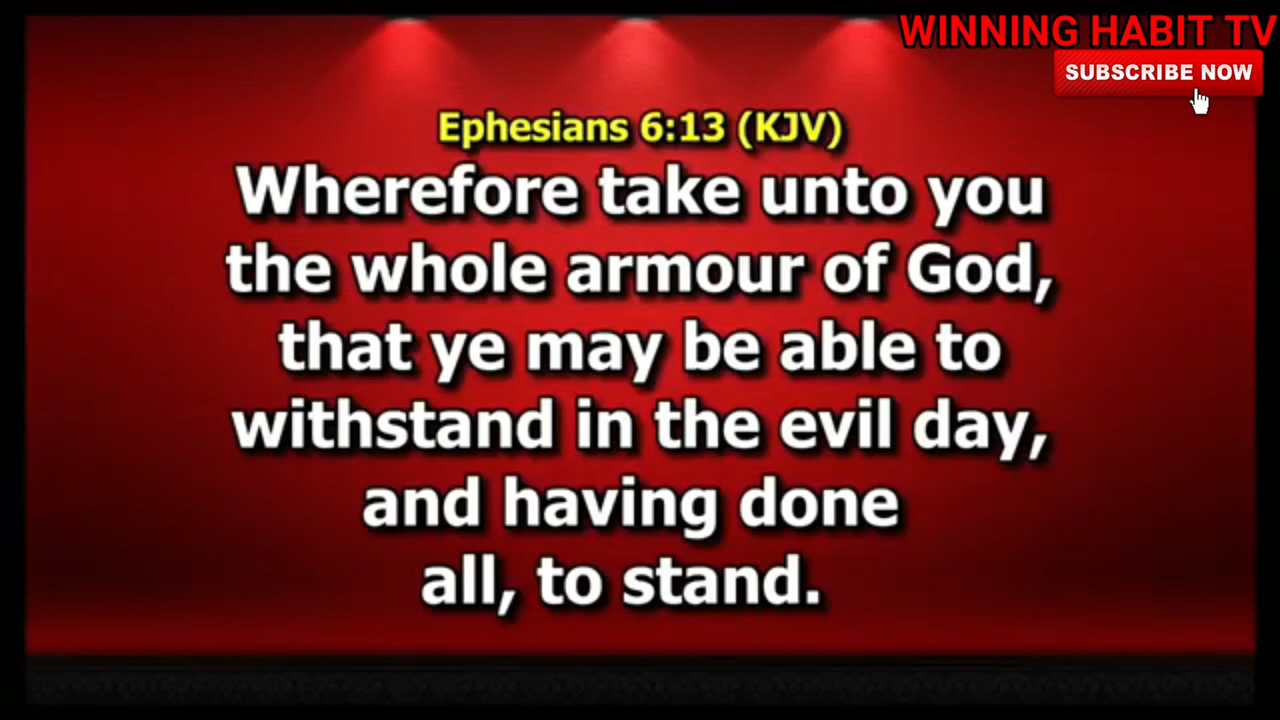 WINNING HABIT TV
SUBSCRIBE NOW
Ephesians 6:13 (KJV)
Wherefore take unto you
the whole armour of God,
that ye may be able to
withstand in the evil day,
and having done
all, to stand.